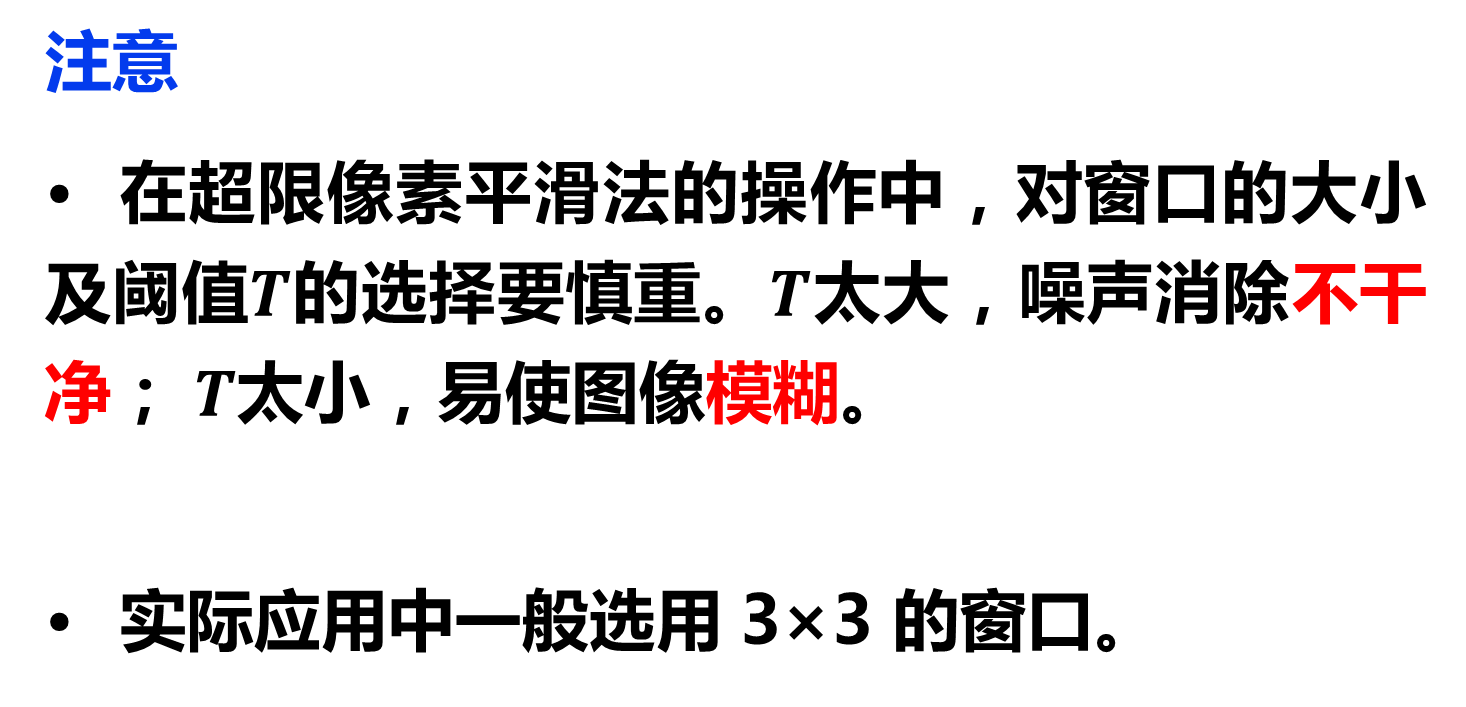 注意
• 在超限像素平滑法的操作中，对窗口的大小
及阈值T的选择要慎重。T太大，噪声消除不干
净； T太小，易使图像模糊。
• 实际应用中一般选用 3×3 的窗口。